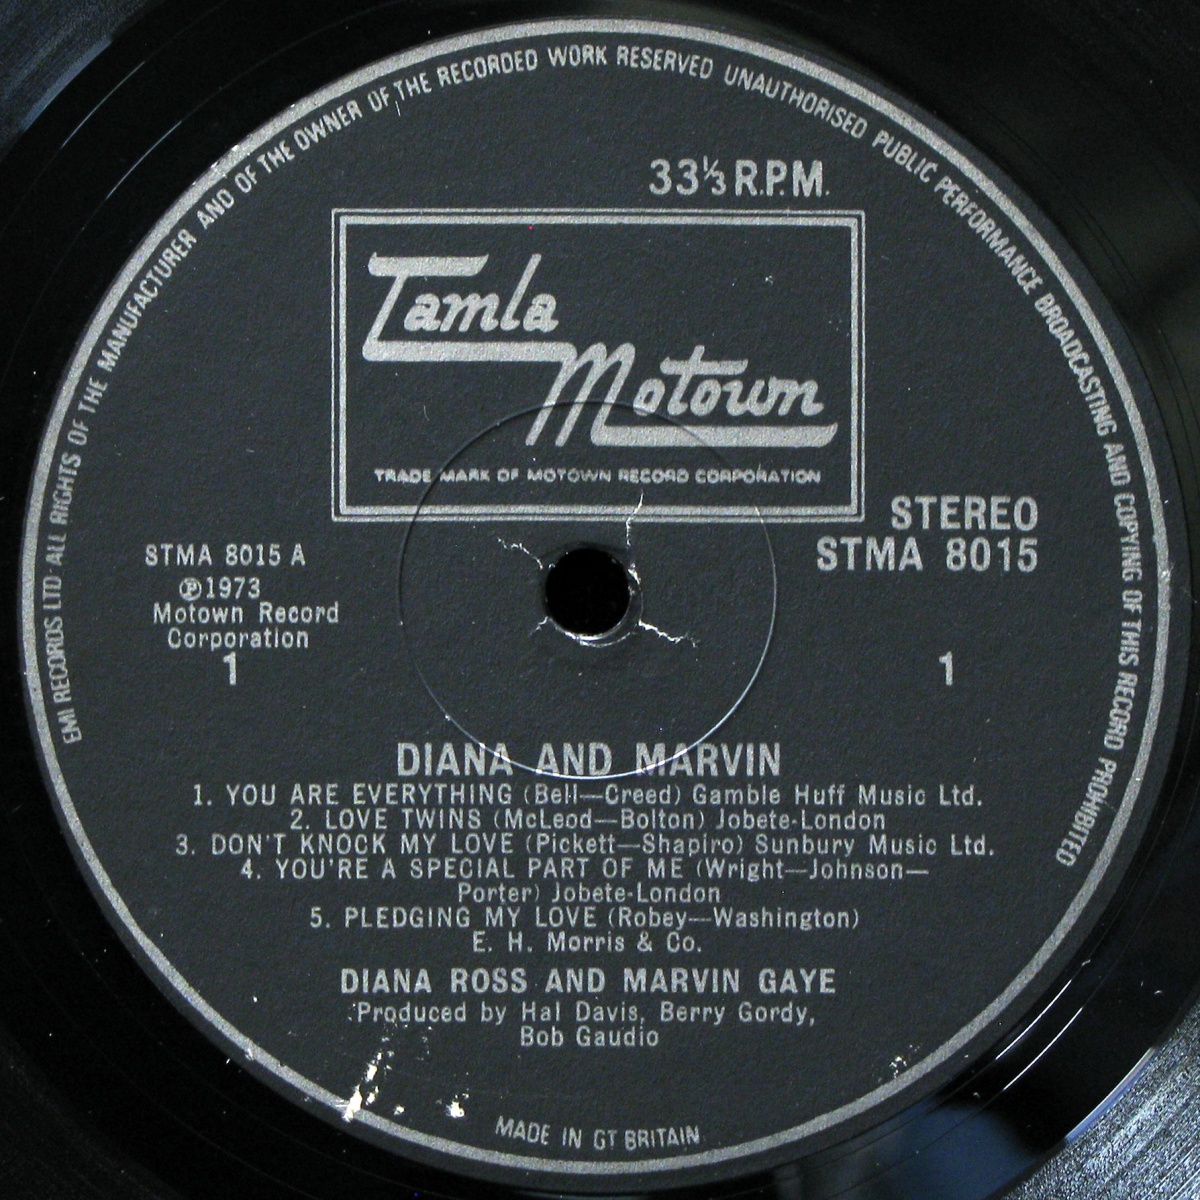 EMI RECORDS LTD ALL RIGHTS OF THE MANUFACTURER AND OF THE OWNER OF THE RECORDED WORK RESERVED UNAUTHORISED PUBLIC PERFORMANCE BROADCASTING AND COPYING OF THIS RECORD PROHIBITED
33⅓ R.P.M.
Tamla
Motown
TRADE MARK OF MOTOWN RECORD CORPORATION
STEREO
STMA 8015
STMA 8015 A
℗1973
Motown Record
Corporation
1
1
DIANA AND MARVIN
1. YOU ARE EVERYTHING (Bell—Creed) Gamble Huff Music Ltd.
2. LOVE TWINS (McLeod—Bolton) Jobete-London
3. DON'T KNOCK MY LOVE (Pickett—Shapiro) Sunbury Music Ltd.
4. YOU'RE A SPECIAL PART OF ME (Wright—Johnson—
Porter) Jobete-London
5. PLEDGING MY LOVE (Robey—Washington)
E. H. Morris & Co.
DIANA ROSS AND MARVIN GAYE
Produced by Hal Davis, Berry Gordy,
Bob Gaudio
MADE IN GT BRITAIN